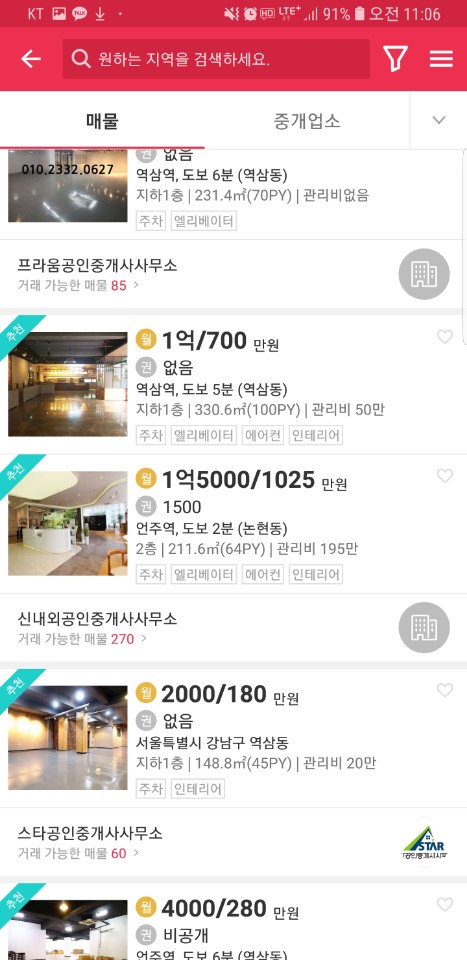 KT HD LTE+ 91% 오전 11:06
원하는 지역을 검색하세요.
매물 중개업소
010.2332.0627
권 없음
역삼역, 도보 6분 (역삼동)
지하1층 | 231.4㎡(70PY) | 관리비없음
주차 엘리베이터
프라움공인중개사사무소
거래 가능한 매물 85 >
추천
월 1억/700 만원
권 없음
역삼역, 도보 5분 (역삼동)
지하1층 | 330.6㎡(100PY) | 관리비 50만
주차 엘리베이터 에어컨 인테리어
추천
월 1억5000/1025 만원
권 1500
언주역, 도보 2분 (논현동)
2층 | 211.6㎡(64PY) | 관리비 195만
주차 엘리베이터 에어컨 인테리어
신내외공인중개사사무소
거래 가능한 매물 270 >
추천
월 2000/180 만원
권 없음
서울특별시 강남구 역삼동
지하1층 | 148.8㎡(45PY) | 관리비 20만
주차 인테리어
스타공인중개사사무소
거래 가능한 매물 60 >
STAR
추천
월 4000/280 만원
권 비공개
언주역, 도보 6분 (역삼동)